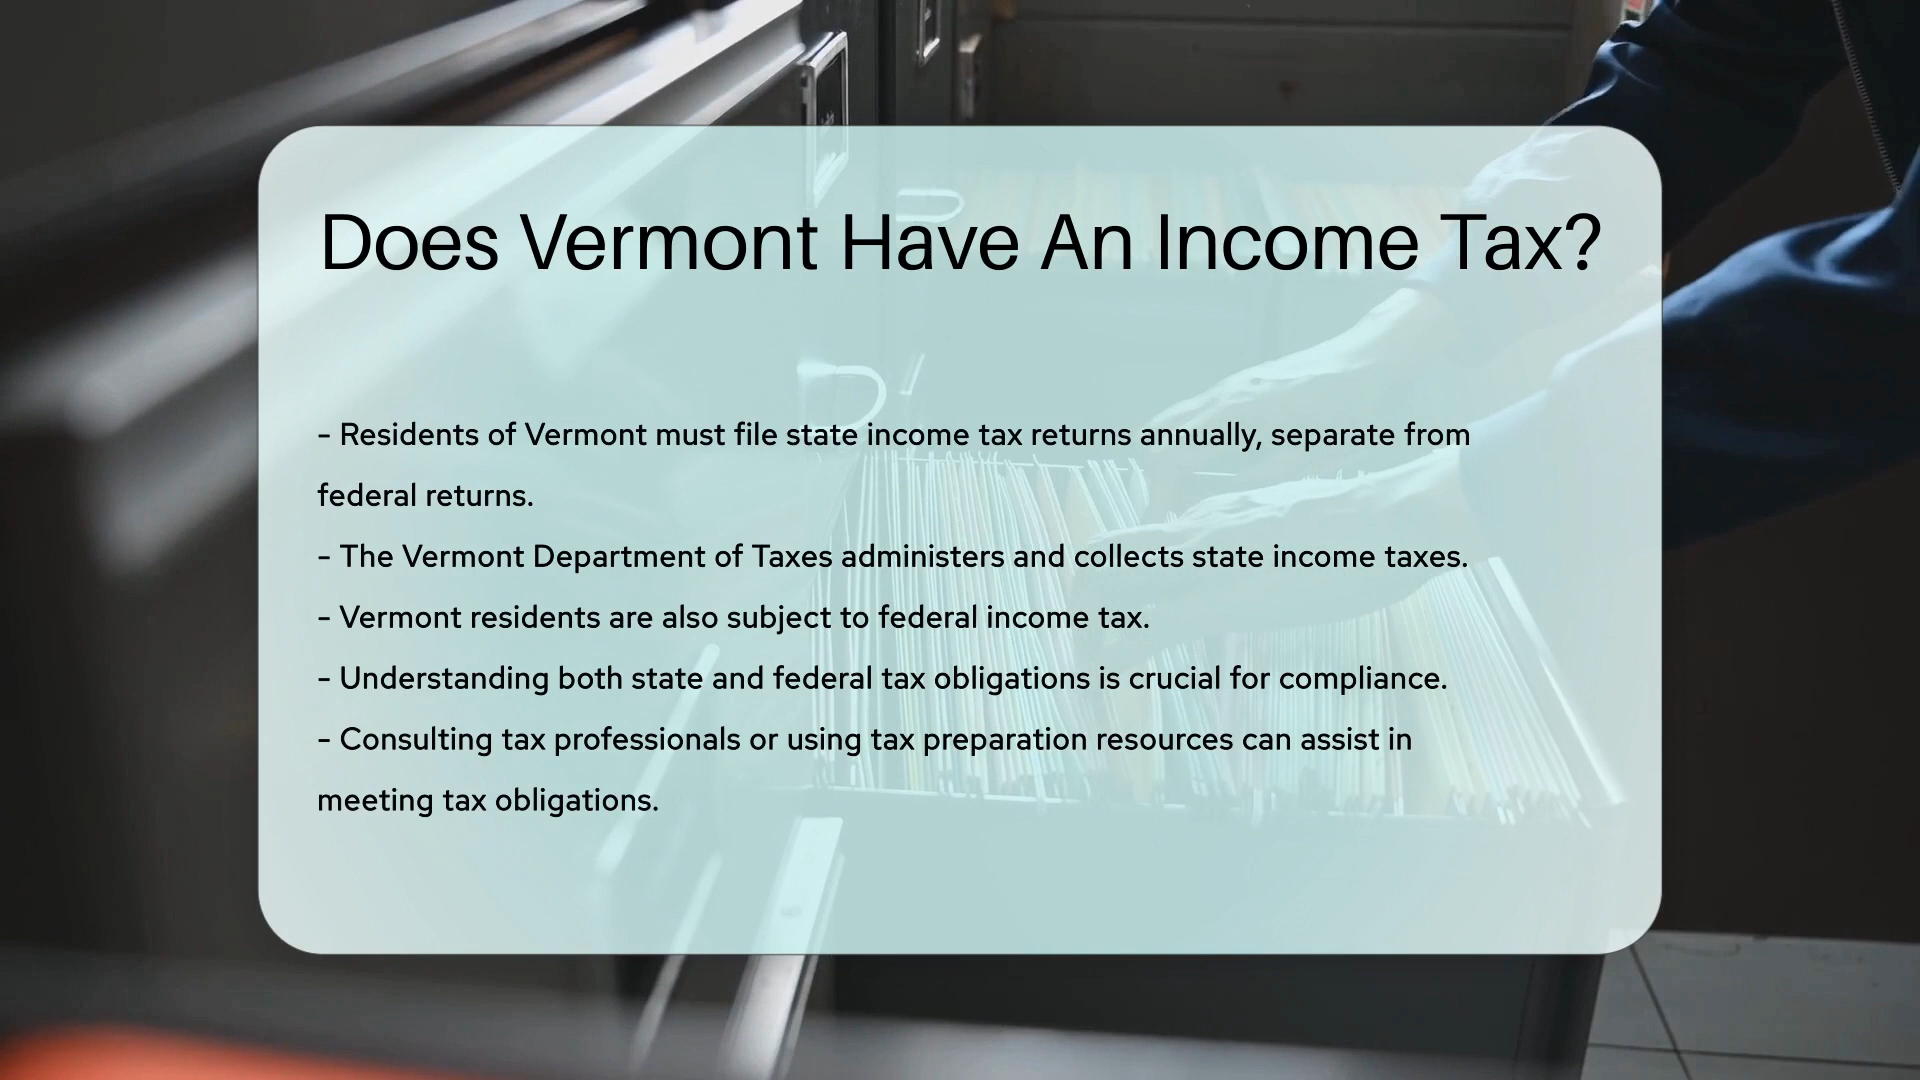 Does Vermont Have An Income Tax?
- Residents of Vermont must file state income tax returns annually, separate from
federal returns.
- The Vermont Department of Taxes administers and collects state income taxes.
- Vermont residents are also subject to federal income tax.
- Understanding both state and federal tax obligations is crucial for compliance.
- Consulting tax professionals or using tax preparation resources can assist in
meeting tax obligations.